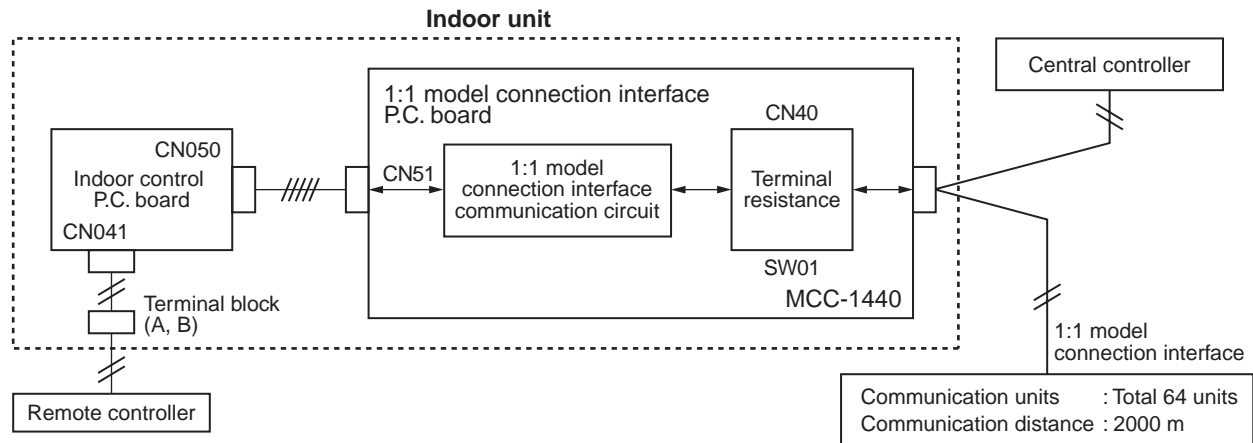 Indoor unit
Central controller
1:1 model connection interface
P.C. board
CN40
CN050
Indoor control
P.C. board
CN041
CN51
1:1 model
connection interface
communication circuit
Terminal
resistance
SW01
MCC-1440
Terminal block
(A, B)
1:1 model
connection interface
Remote controller
Communication units : Total 64 units
Communication distance : 2000 m